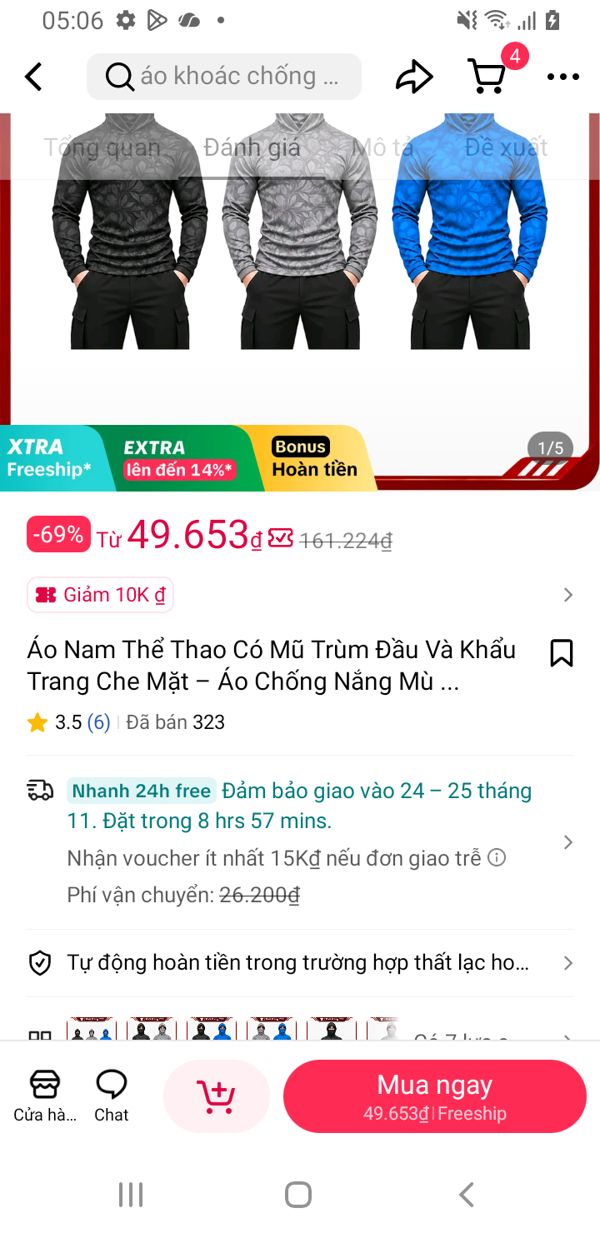 05:06
áo khoác chống ...
4
Tổng quan Đánh giá Mô tả Đề xuất
XTRA
Freeship*
EXTRA
lên đến 14%*
Bonus
Hoàn tiền
1/5
-69% Từ 49.653₫ 161.224₫
Giảm 10K ₫
Áo Nam Thể Thao Có Mũ Trùm Đầu Và Khẩu
Trang Che Mặt – Áo Chống Nắng Mù ...
3.5 (6) Đã bán 323
Nhanh 24h free Đảm bảo giao vào 24 – 25 tháng
11. Đặt trong 8 hrs 57 mins.
Nhận voucher ít nhất 15K₫ nếu đơn giao trễ
Phí vận chuyển: 26.200₫
Tự động hoàn tiền trong trường hợp thất lạc ho...
Có 7 lựa c
Cửa hà...
Chat
Mua ngay
49.653₫ | Freeship